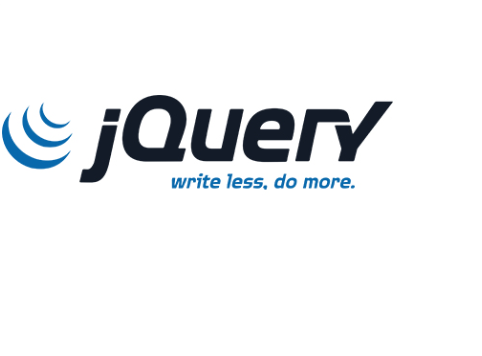 jQuery
write less, do more.